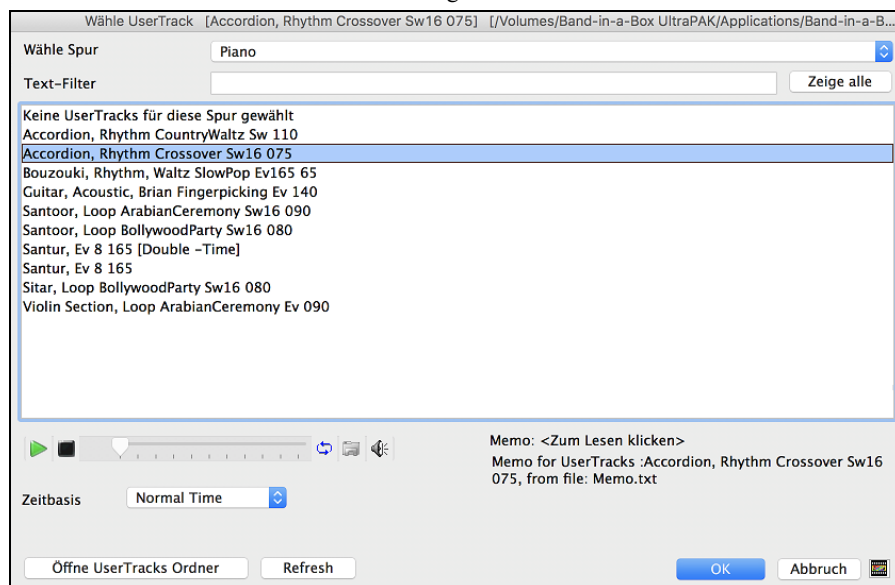 Wähle UserTrack [Accordion, Rhythm Crossover Sw16 075] [/Volumes/Band-in-a-Box UltraPAK/Applications/Band-in-a-B...
Wähle Spur Piano
Text-Filter Zeige alle
Keine UserTracks für diese Spur gewählt
Accordion, Rhythm CountryWaltz Sw 110
Accordion, Rhythm Crossover Sw16 075
Bouzouki, Rhythm, Waltz SlowPop Ev165 65
Guitar, Acoustic, Brian Fingerpicking Ev 140
Santoor, Loop ArabianCeremony Sw16 090
Santoor, Loop BollywoodParty Sw16 080
Santur, Ev 8 165 [Double -Time]
Santur, Ev 8 165
Sitar, Loop BollywoodParty Sw16 080
Violin Section, Loop ArabianCeremony Ev 090
Memo: <Zum Lesen klicken>
Memo for UserTracks :Accordion, Rhythm Crossover Sw16
075, from file: Memo.txt
Zeitbasis Normal Time
Öffne UserTracks Ordner Refresh OK Abbruch